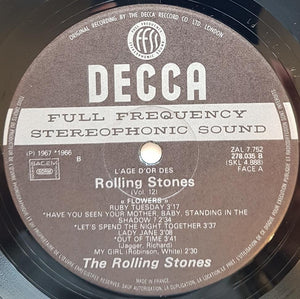 ORIGINAL RECORDING BY THE DECCA RECORD CO LTD. LONDON
FFSS
DECCA
FULL FREQUENCY
STEREOPHONIC SOUND
ZAL 7 752
(P) 1967 *1966
278.035 B
B
(SKL 4.888)
SACEM
FACE A
L'AGE D'OR DES
Rolling Stones
(Vol. 12)
« FLOWERS »
RUBY TUESDAY 3'17
*HAVE YOU SEEN YOUR MOTHER, BABY, STANDING IN THE
SHADOW ? 2'34
*LET'S SPEND THE NIGHT TOGETHER 3'37
LADY JANE 3'08
*OUT OF TIME 3'41
(Jagger, Richard)
MY GIRL (Robinson, White) 2'38
The Rolling Stones
MADE IN FRANCE